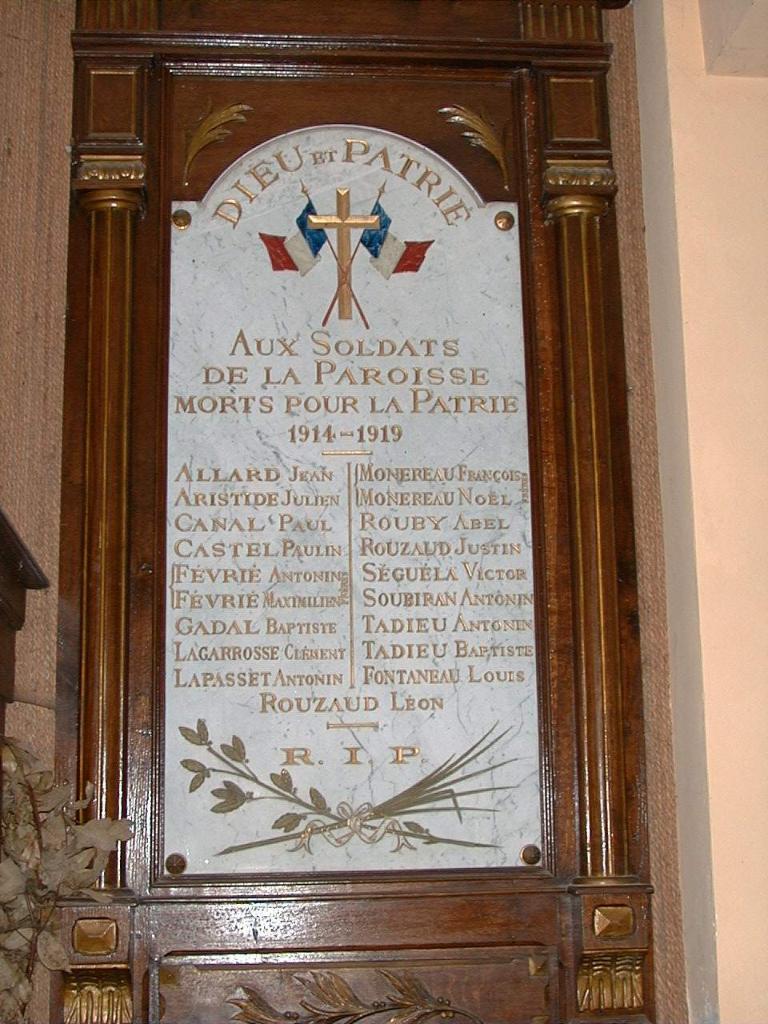 DIEU ET PATRIE
AUX SOLDATS
DE LA PAROISSE
MORTS POUR LA PATRIE
1914-1919
ALLARD JEAN
ARISTIDE JULIEN
CANAL PAUL
CASTEL PAULIN
FÉVRIÉ ANTONIN
FÉVRIÉ MAXIMILIEN FRÈRES
GADAL BAPTISTE
LAGARROSSE CLÉMENT
LAPASSET ANTONIN
MONEREAU FRANÇOIS
MONEREAU NOËL FRÈRES
ROUBY ABEL
ROUZAUD JUSTIN
SÉGUÉLA VICTOR
SOUBIRAN ANTONIN
TADIEU ANTONIN
TADIEU BAPTISTE
FONTANEAU LOUIS
ROUZAUD LÉON
R. I. P.